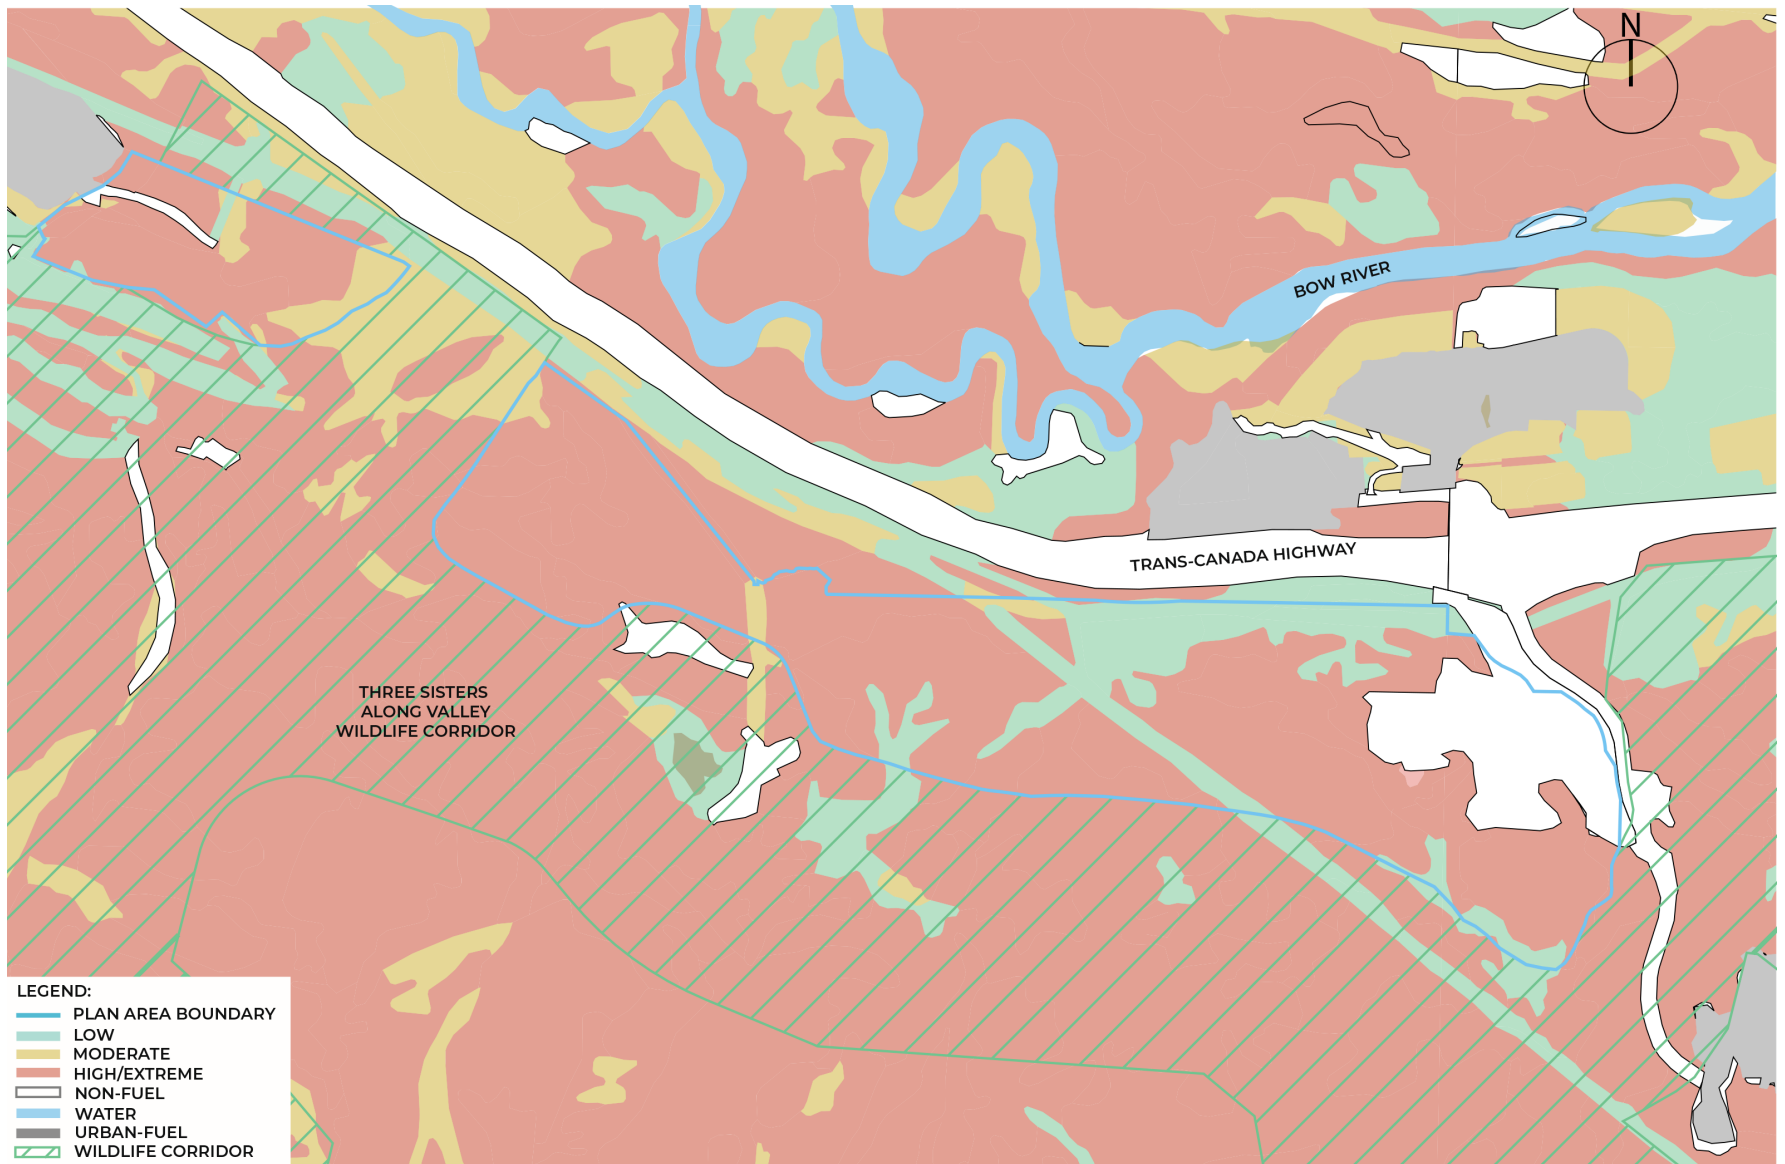 N
BOW RIVER
TRANS-CANADA HIGHWAY
THREE SISTERS
ALONG VALLEY
WILDLIFE CORRIDOR
LEGEND:
PLAN AREA BOUNDARY
LOW
MODERATE
HIGH/EXTREME
NON-FUEL
WATER
URBAN-FUEL
WILDLIFE CORRIDOR